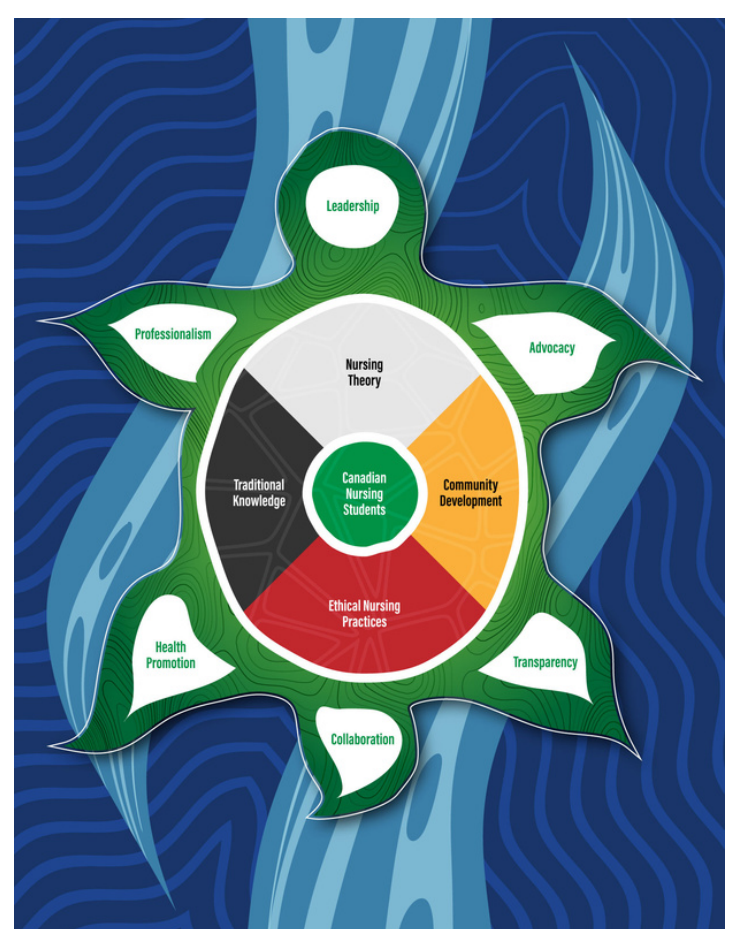 Leadership
Professionalism
Advocacy
Nursing
Theory
Traditional
Knowledge
Canadian
Nursing
Students
Community
Development
Ethical Nursing
Practices
Health
Promotion
Transparency
Collaboration